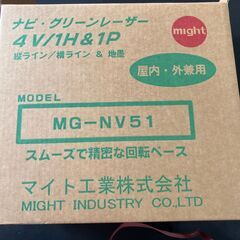 ナビ・グリーンレーザー
4V/1H&1P
縦ライン/横ライン & 地墨
might
屋内・外兼用
MODEL
MG-NV51
スムーズで精密な回転ベース
マイト工業株式会社
MIGHT INDUSTRY CO.,LTD